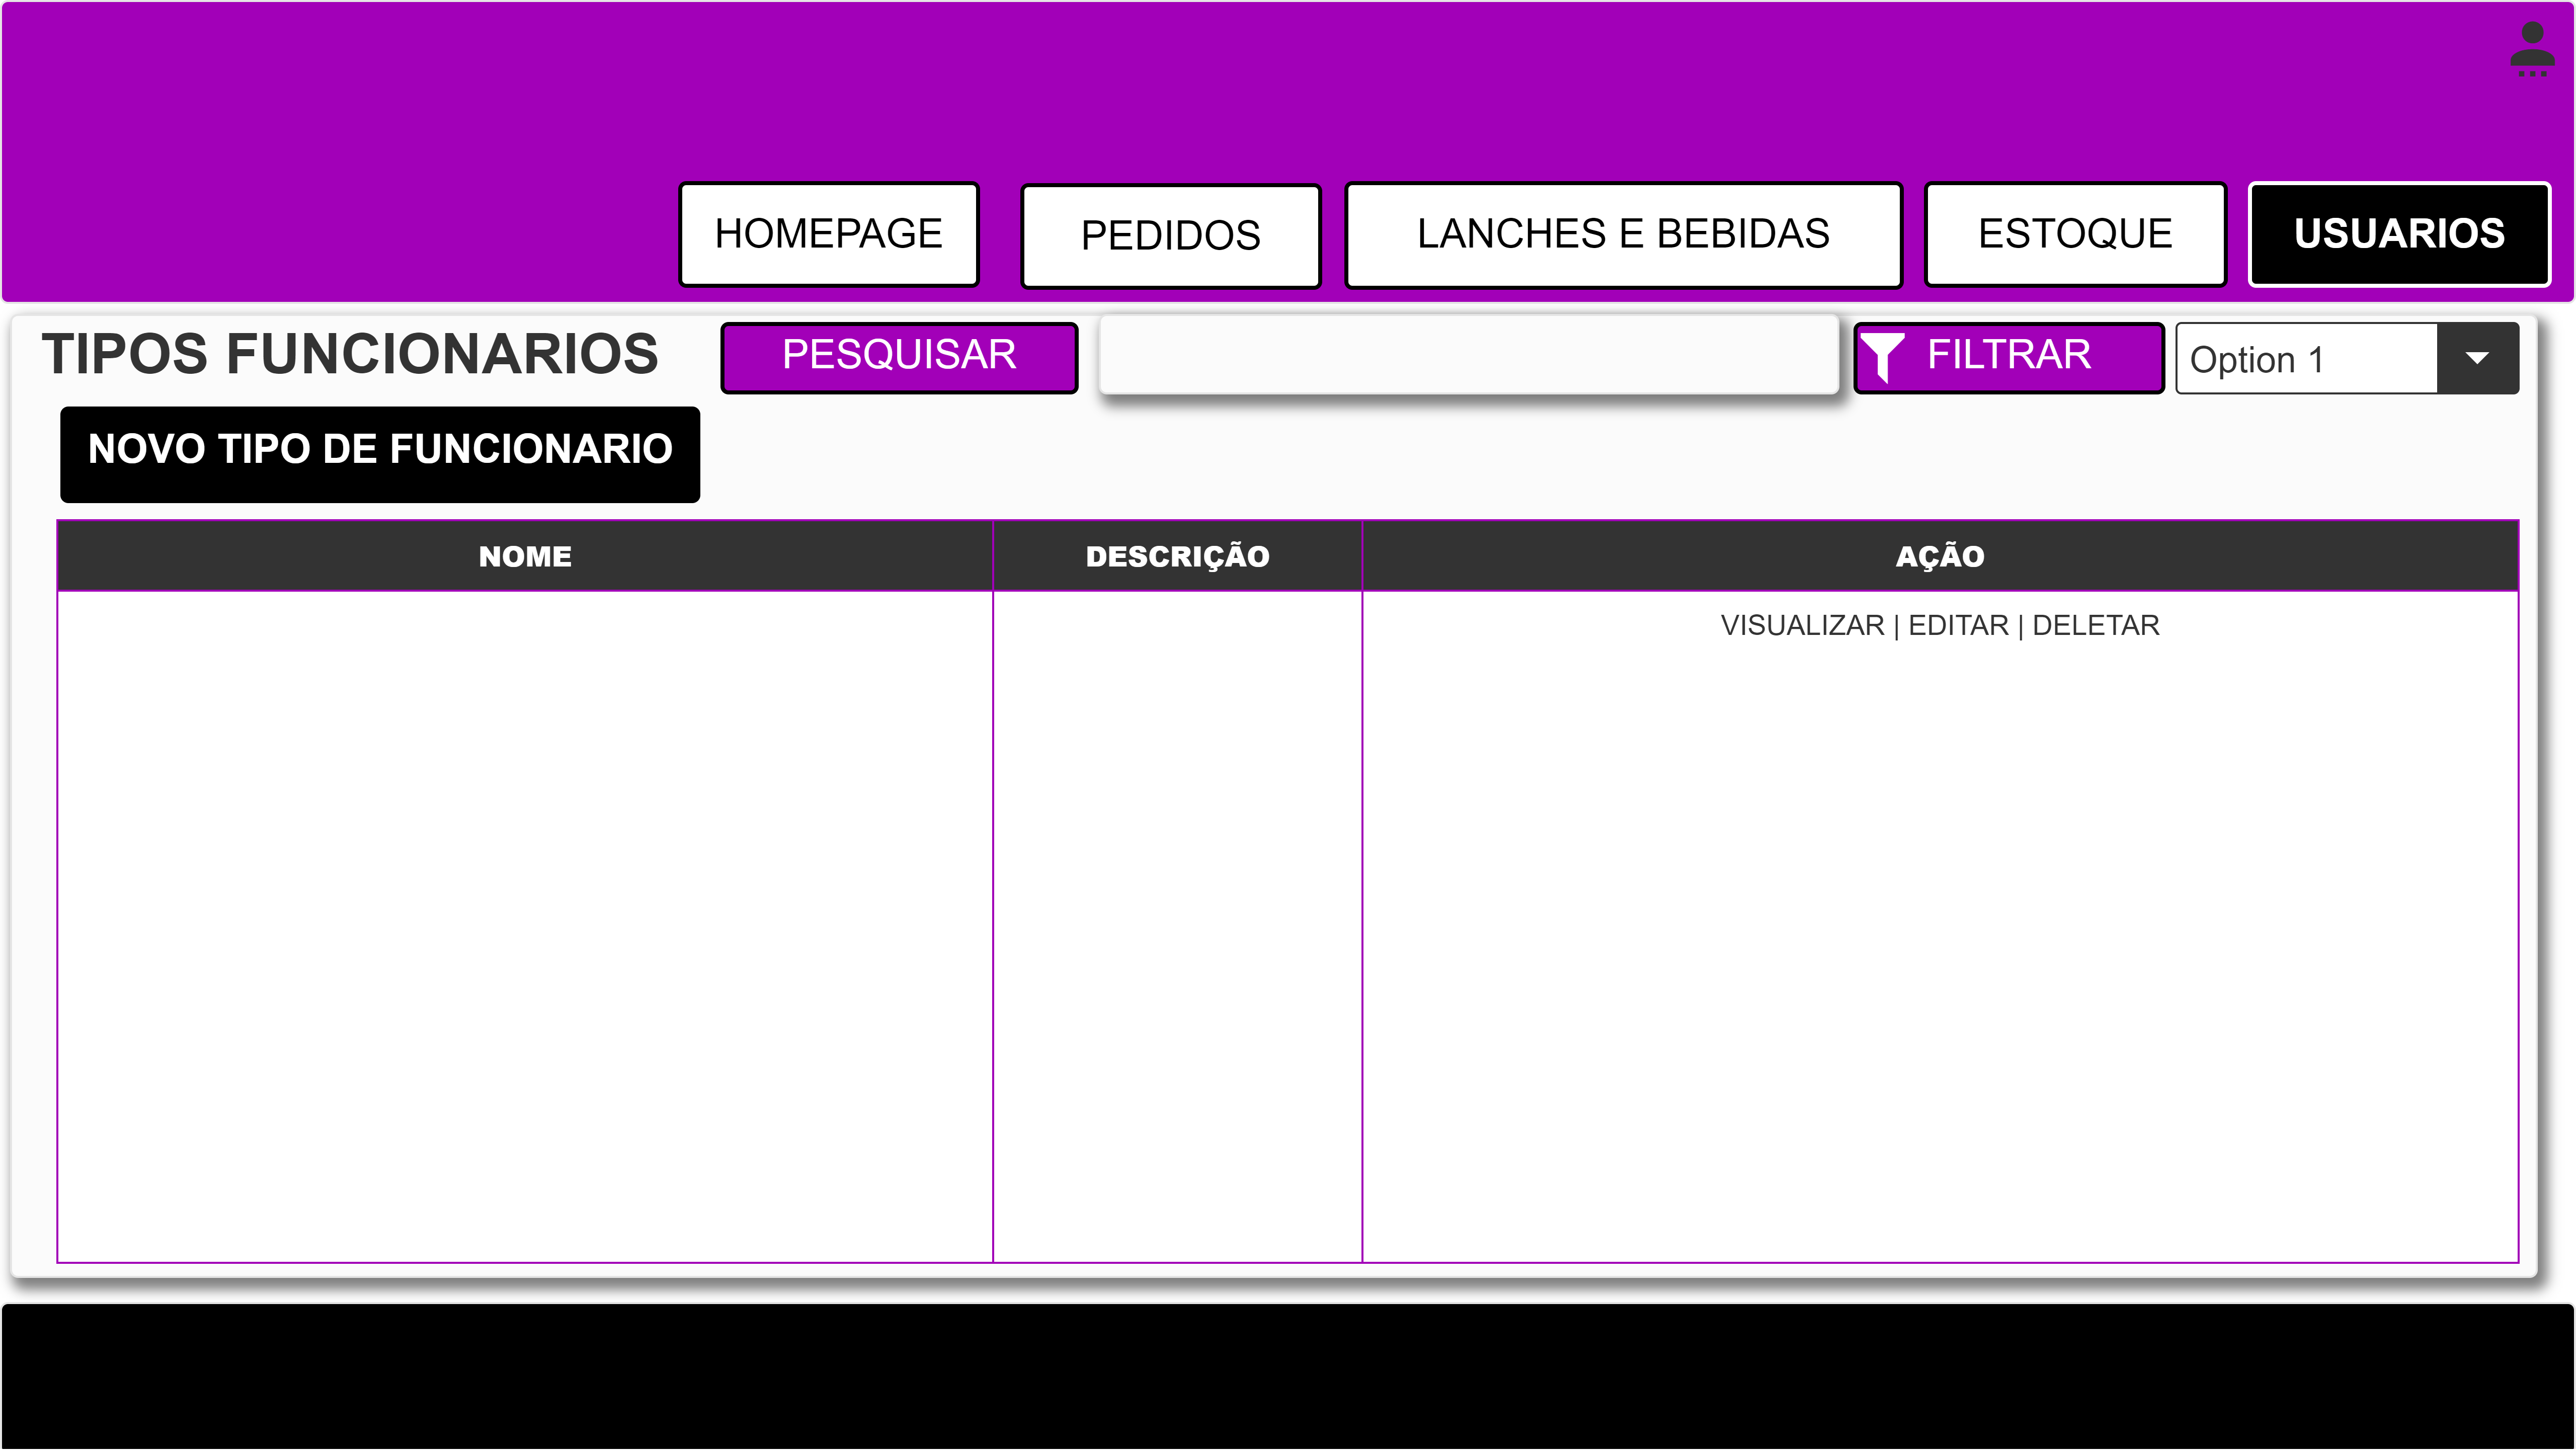 HOMEPAGE
PEDIDOS
LANCHES E BEBIDAS
ESTOQUE
USUARIOS
TIPOS FUNCIONARIOS
PESQUISAR
FILTRAR
Option 1
NOVO TIPO DE FUNCIONARIO
NOME
DESCRIÇÃO
AÇÃO
VISUALIZAR | EDITAR | DELETAR